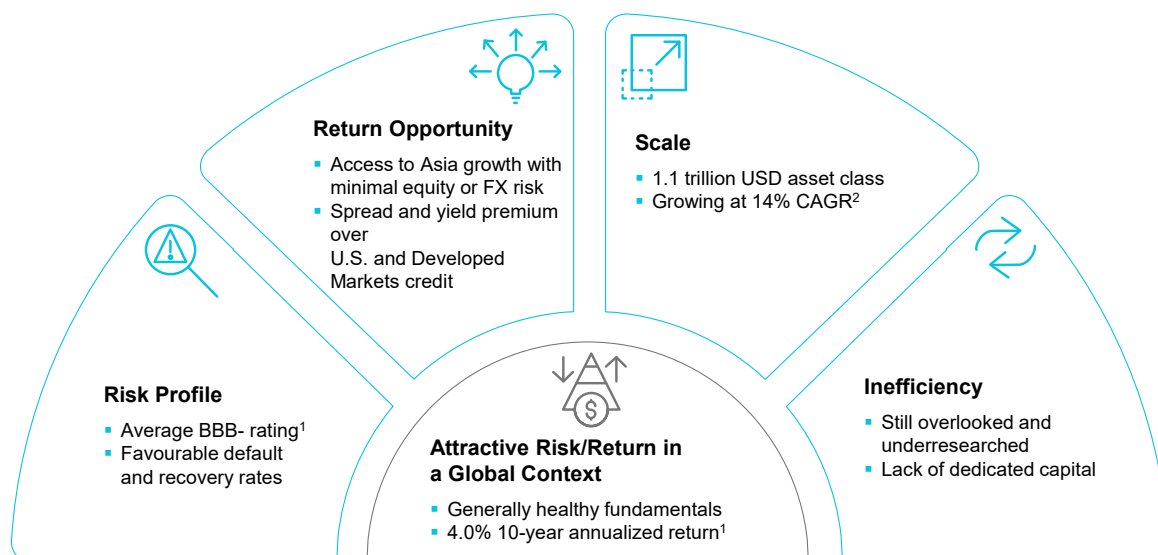 Return Opportunity
▪ Access to Asia growth with
minimal equity or FX risk
▪ Spread and yield premium
over
U.S. and Developed
Markets credit
Scale
▪ 1.1 trillion USD asset class
▪ Growing at 14% CAGR2
Risk Profile
▪ Average BBB- rating1
▪ Favourable default
and recovery rates
$
Attractive Risk/Return in
a Global Context
▪ Generally healthy fundamentals
▪ 4.0% 10-year annualized return1
Inefficiency
▪ Still overlooked and
underresearched
▪ Lack of dedicated capital